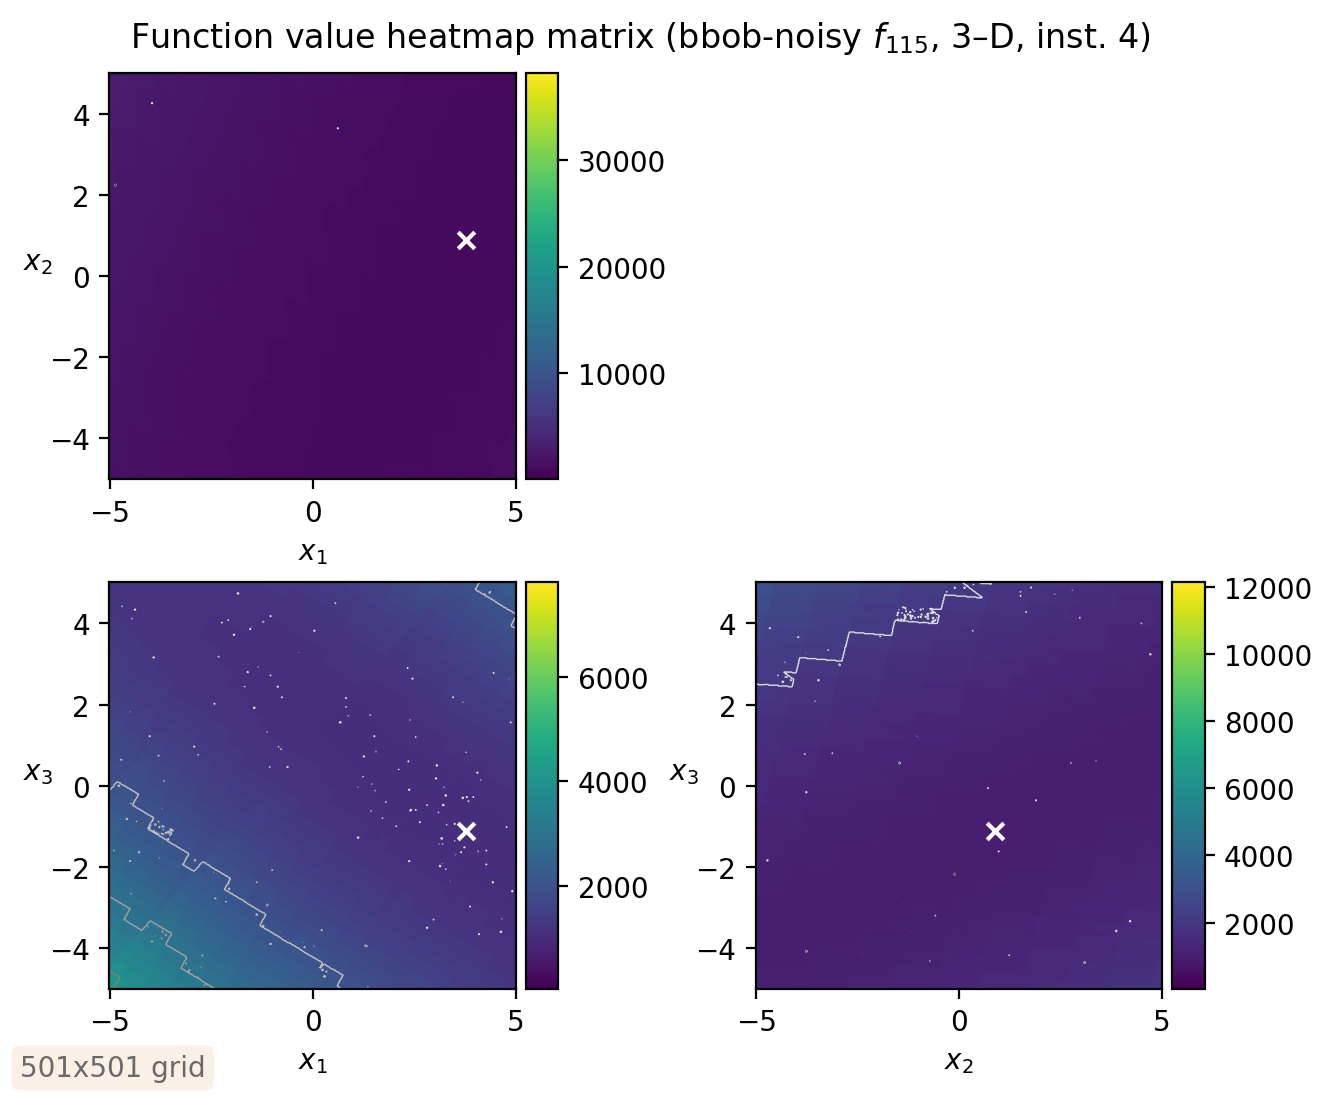 Function value heatmap matrix (bbob-noisy f₁₁₅, 3–D, inst. 4)
4
2
0
−2
−4
x₂
−5 0 5
x₁
30000
20000
10000
4
2
0
−2
−4
x₃
−5 0 5
x₁
6000
4000
2000
4
2
0
−2
−4
x₃
−5 0 5
x₂
12000
10000
8000
6000
4000
2000
501x501 grid